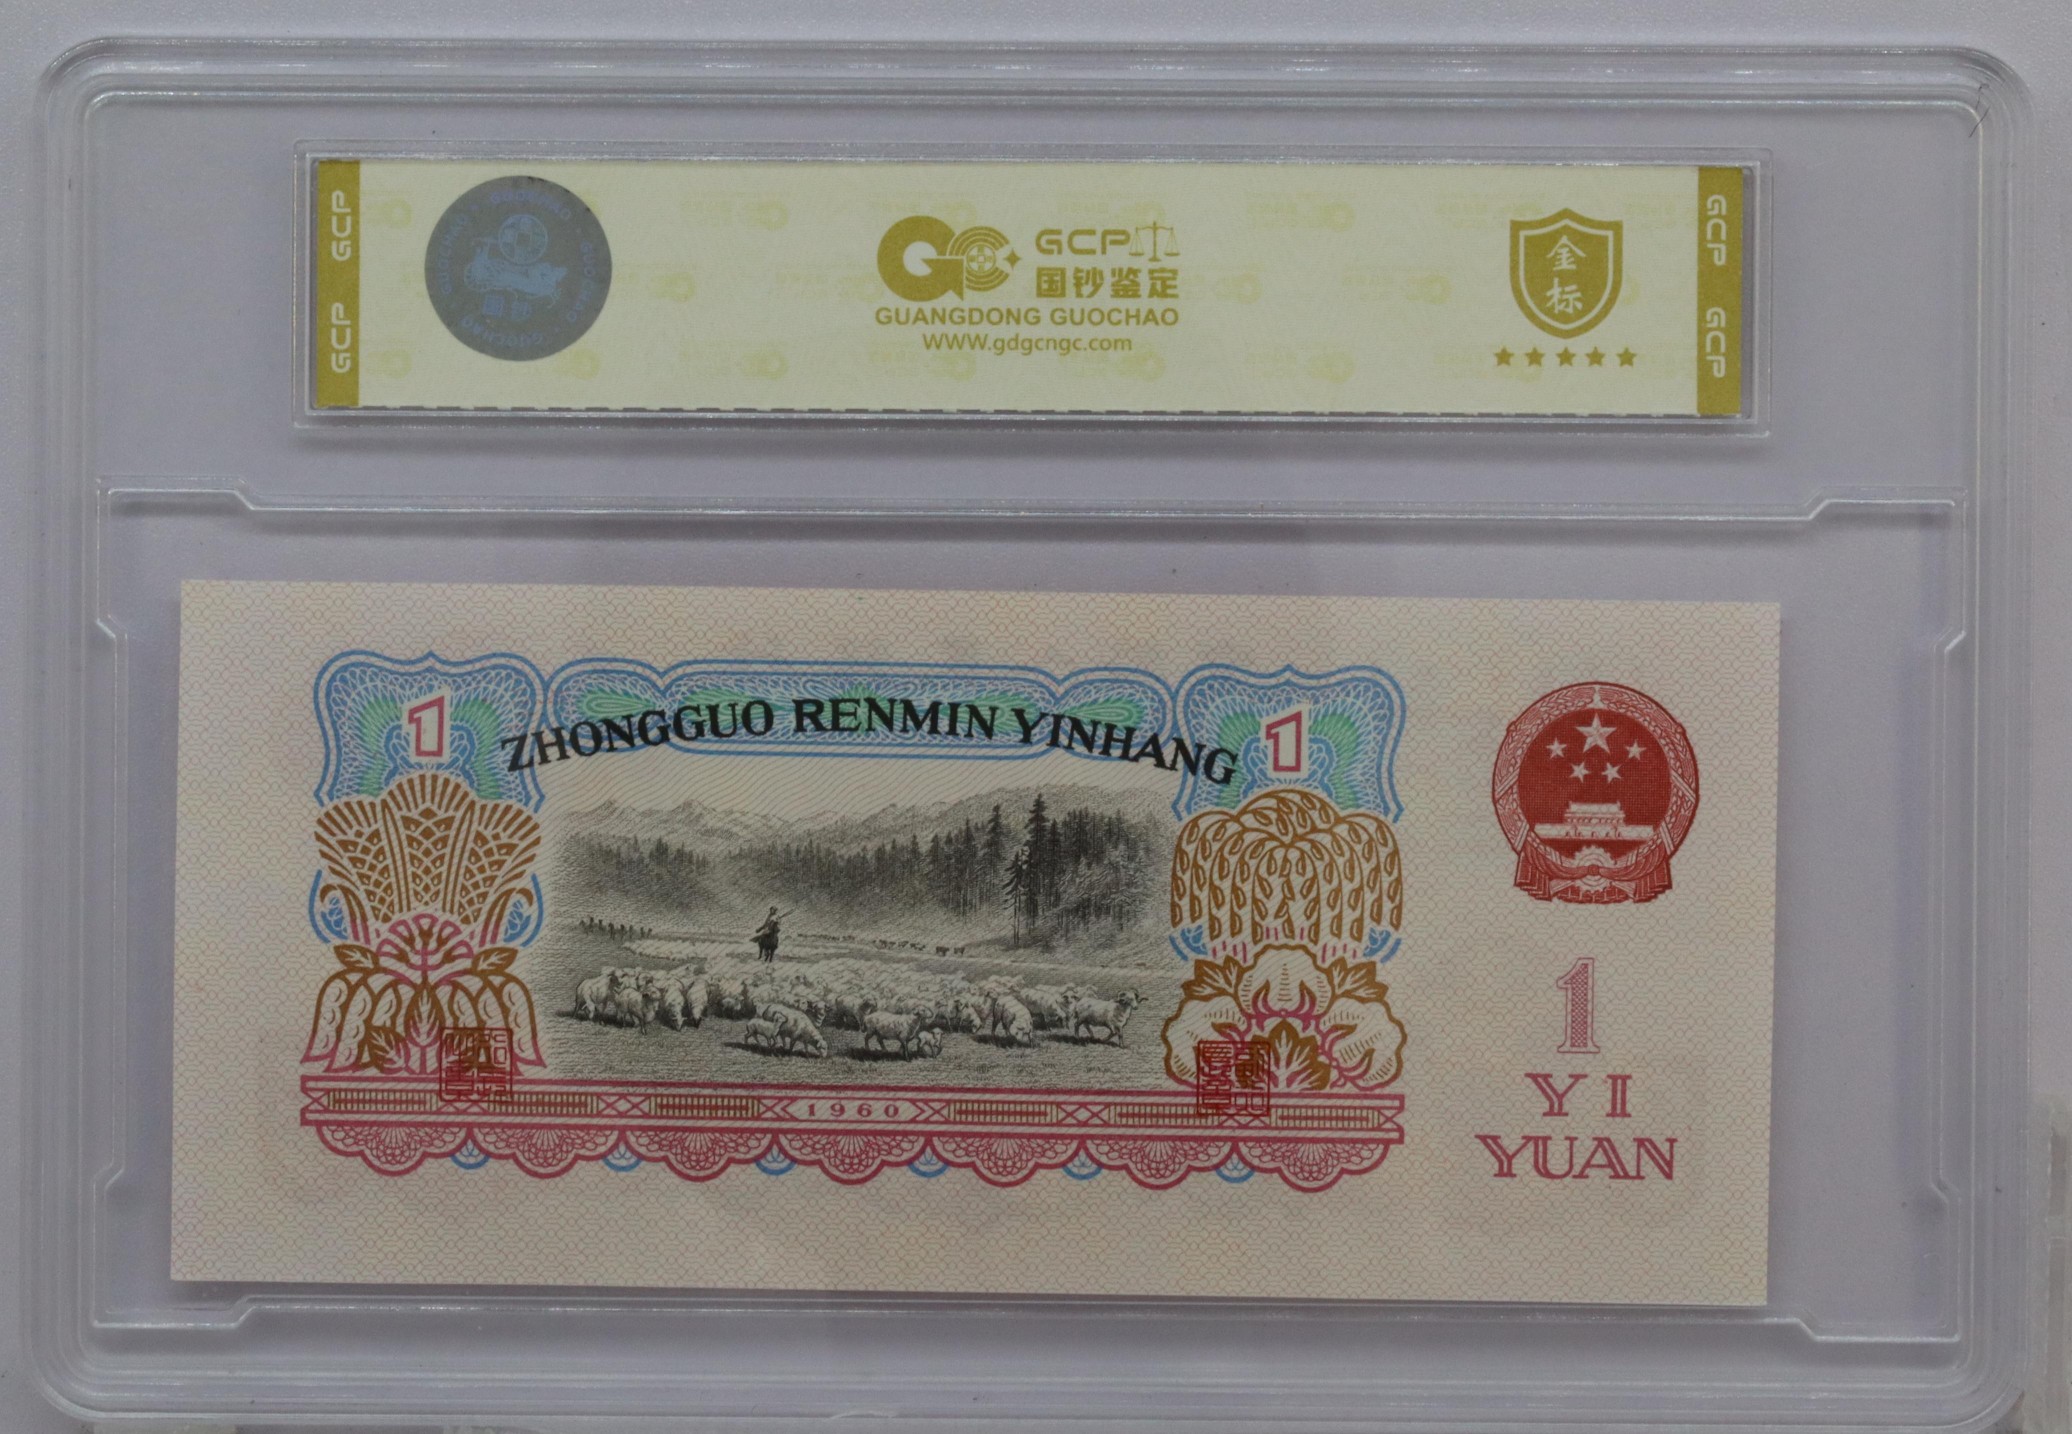 GCP
GCP
GCP
国钞鉴定
GUANGDONG GUOCHAO
WWW.gdgcngc.com
金标
GCP
GCP
1
ZHONGGUO RENMIN YINHANG
1
1960
1
YI
YUAN